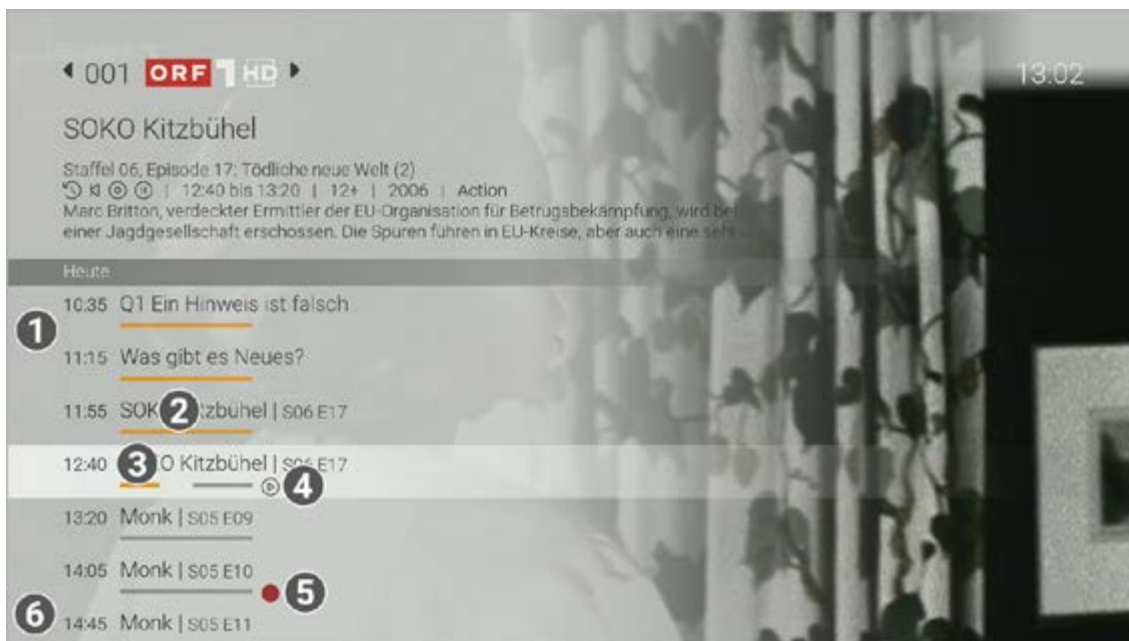 001 ORF 1 HD
13:02
SOKO Kitzbühel
Staffel 06, Episode 17: Tödliche neue Welt (2)
12:40 bis 13:20 | 12+ | 2006 | Action
Marc Britton, verdeckter Ermittler der EU-Organisation für Betrugsbekämpfung, wird bei
einer Jagdgesellschaft erschossen. Die Spuren führen in EU-Kreise, aber auch eine sehr
Heute
10:35 Q1 Ein Hinweis ist falsch
1
11:15 Was gibt es Neues?
11:55 SOK 2 tzbühel | S06 E17
12:40 3 O Kitzbühel | S06 E17
4
13:20 Monk | S05 E09
14:05 Monk | S05 E10
5
6 14:45 Monk | S05 E11